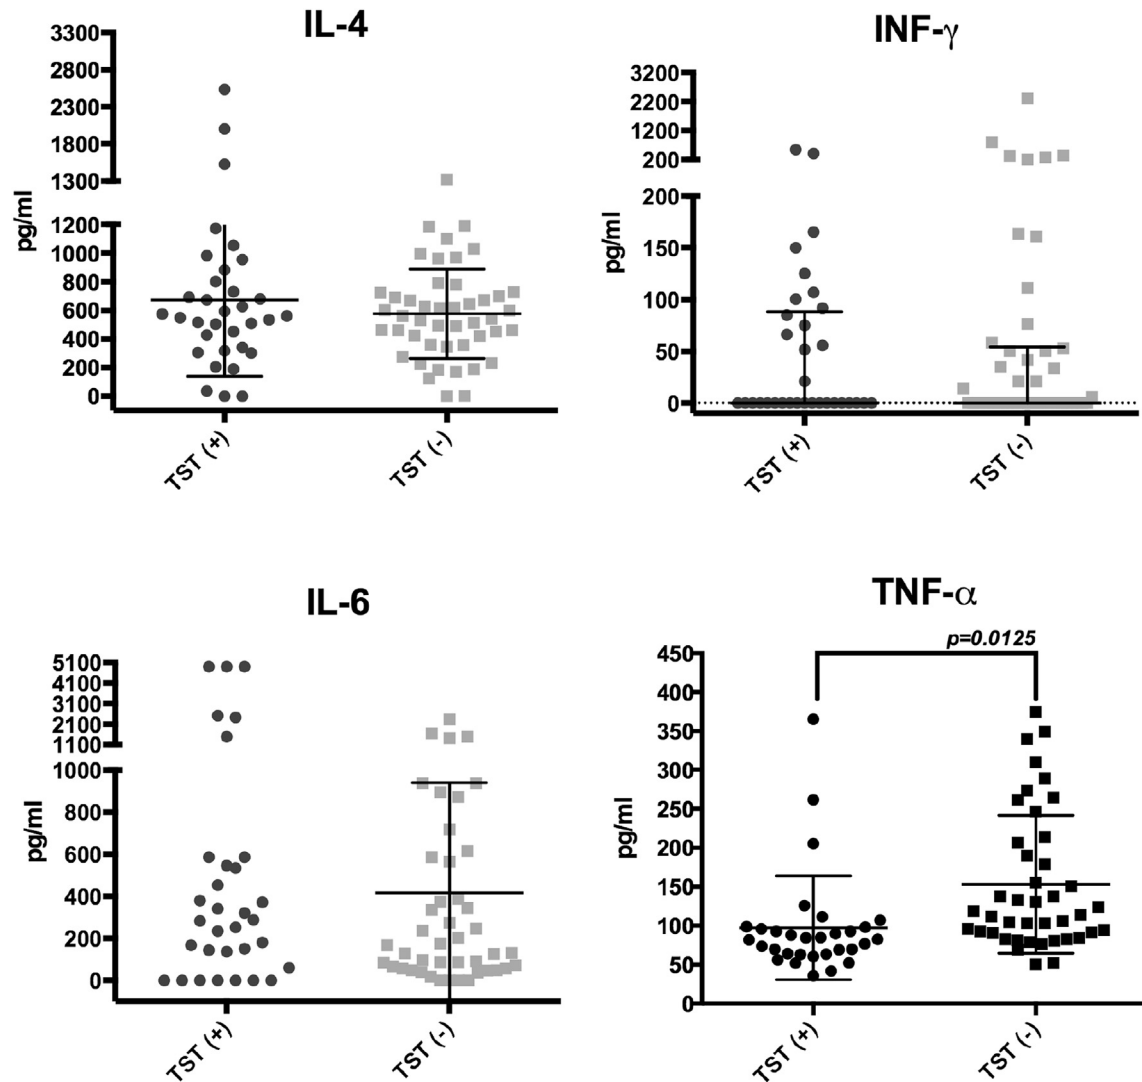 IL-4
3300
2800
2300
1800
1300
1200
1000
800
600
400
200
0
pg/ml
TST (+)
TST (-)
INF-γ
3200
2200
1200
200
200
150
100
50
0
pg/ml
TST (+)
TST (-)
IL-6
5100
4100
3100
2100
1100
1000
800
600
400
200
0
pg/ml
TST (+)
TST (-)
TNF-α
p=0.0125
450
400
350
300
250
200
150
100
50
0
pg/ml
TST (+)
TST (-)